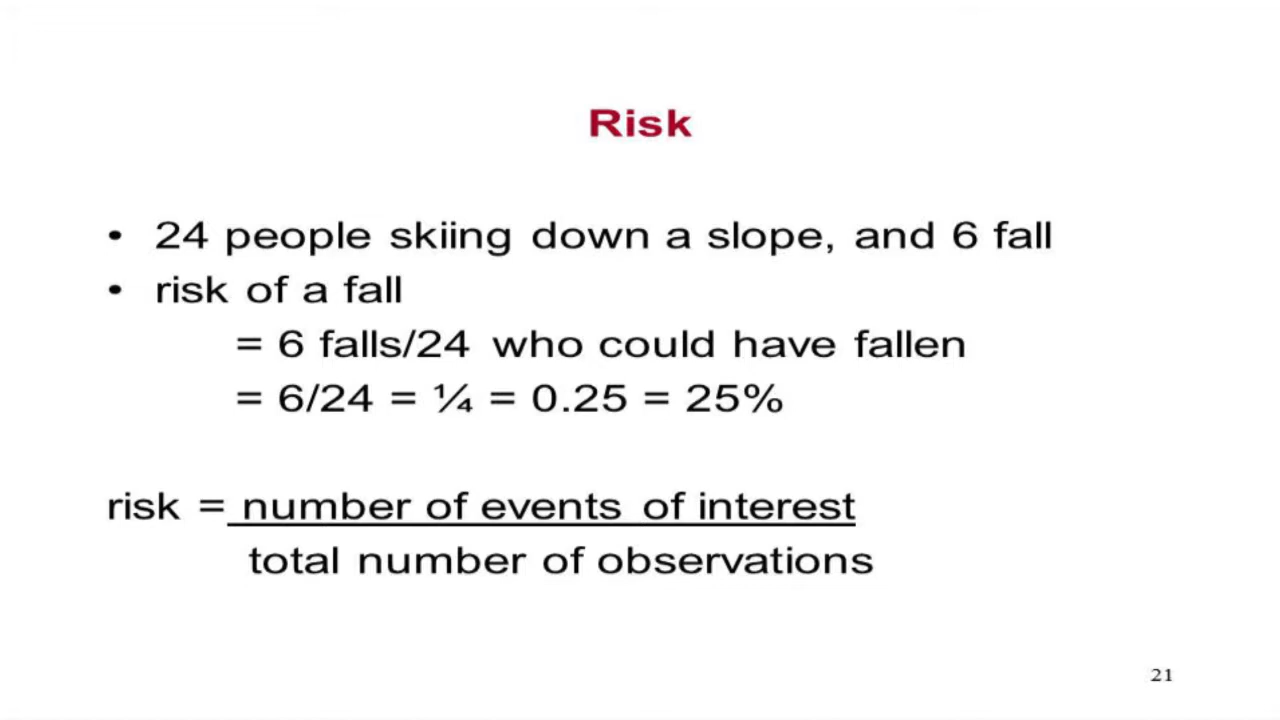 Risk
• 24 people skiing down a slope, and 6 fall
• risk of a fall
= 6 falls/24 who could have fallen
= 6/24 = ¼ = 0.25 = 25%
risk = number of events of interest
total number of observations
21